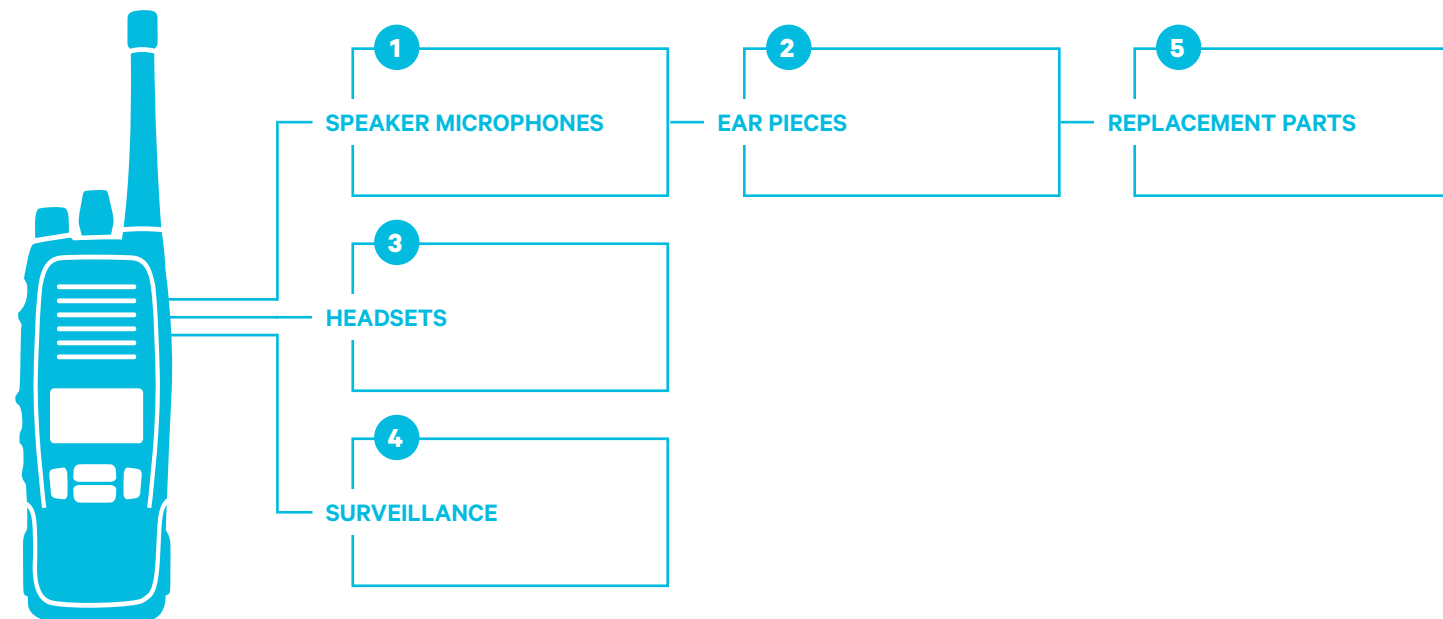 1
SPEAKER MICROPHONES
2
EAR PIECES
5
REPLACEMENT PARTS
3
HEADSETS
4
SURVEILLANCE